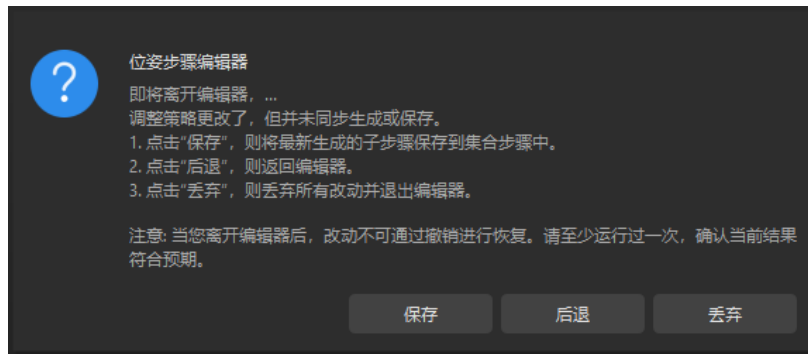 位姿步骤编辑器
即将离开编辑器，...
调整策略更改了，但并未同步生成或保存。
1. 点击"保存"，则将最新生成的子步骤保存到集合步骤中。
2. 点击"后退"，则返回编辑器。
3. 点击"丢弃"，则丢弃所有改动并退出编辑器。
注意: 当您离开编辑器后，改动不可通过撤销进行恢复。请至少运行过一次，确认当前结果
符合预期。
保存
后退
丢弃